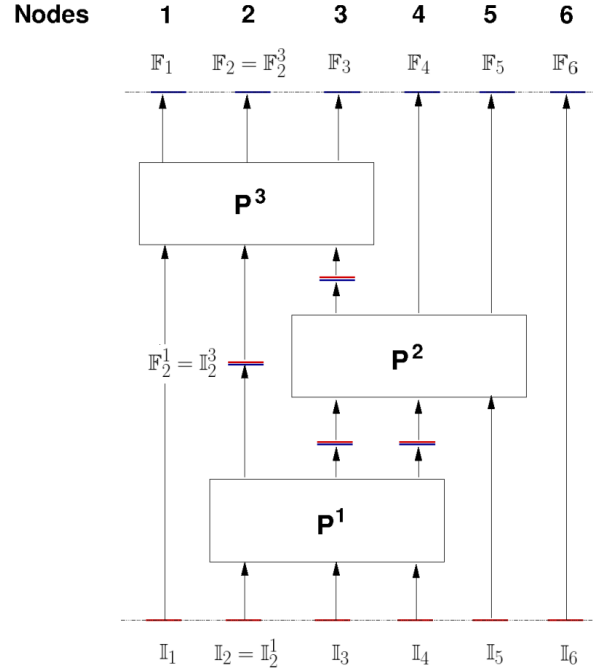 Nodes 1 2 3 4 5 6
𝔽₁ 𝔽₂ = 𝔽₂³ 𝔽₃ 𝔽₄ 𝔽₅ 𝔽₆
P³
𝔽₂¹ = 𝕀₂³
P²
P¹
𝕀₁ 𝕀₂ = 𝕀₂¹ 𝕀₃ 𝕀₄ 𝕀₅ 𝕀₆